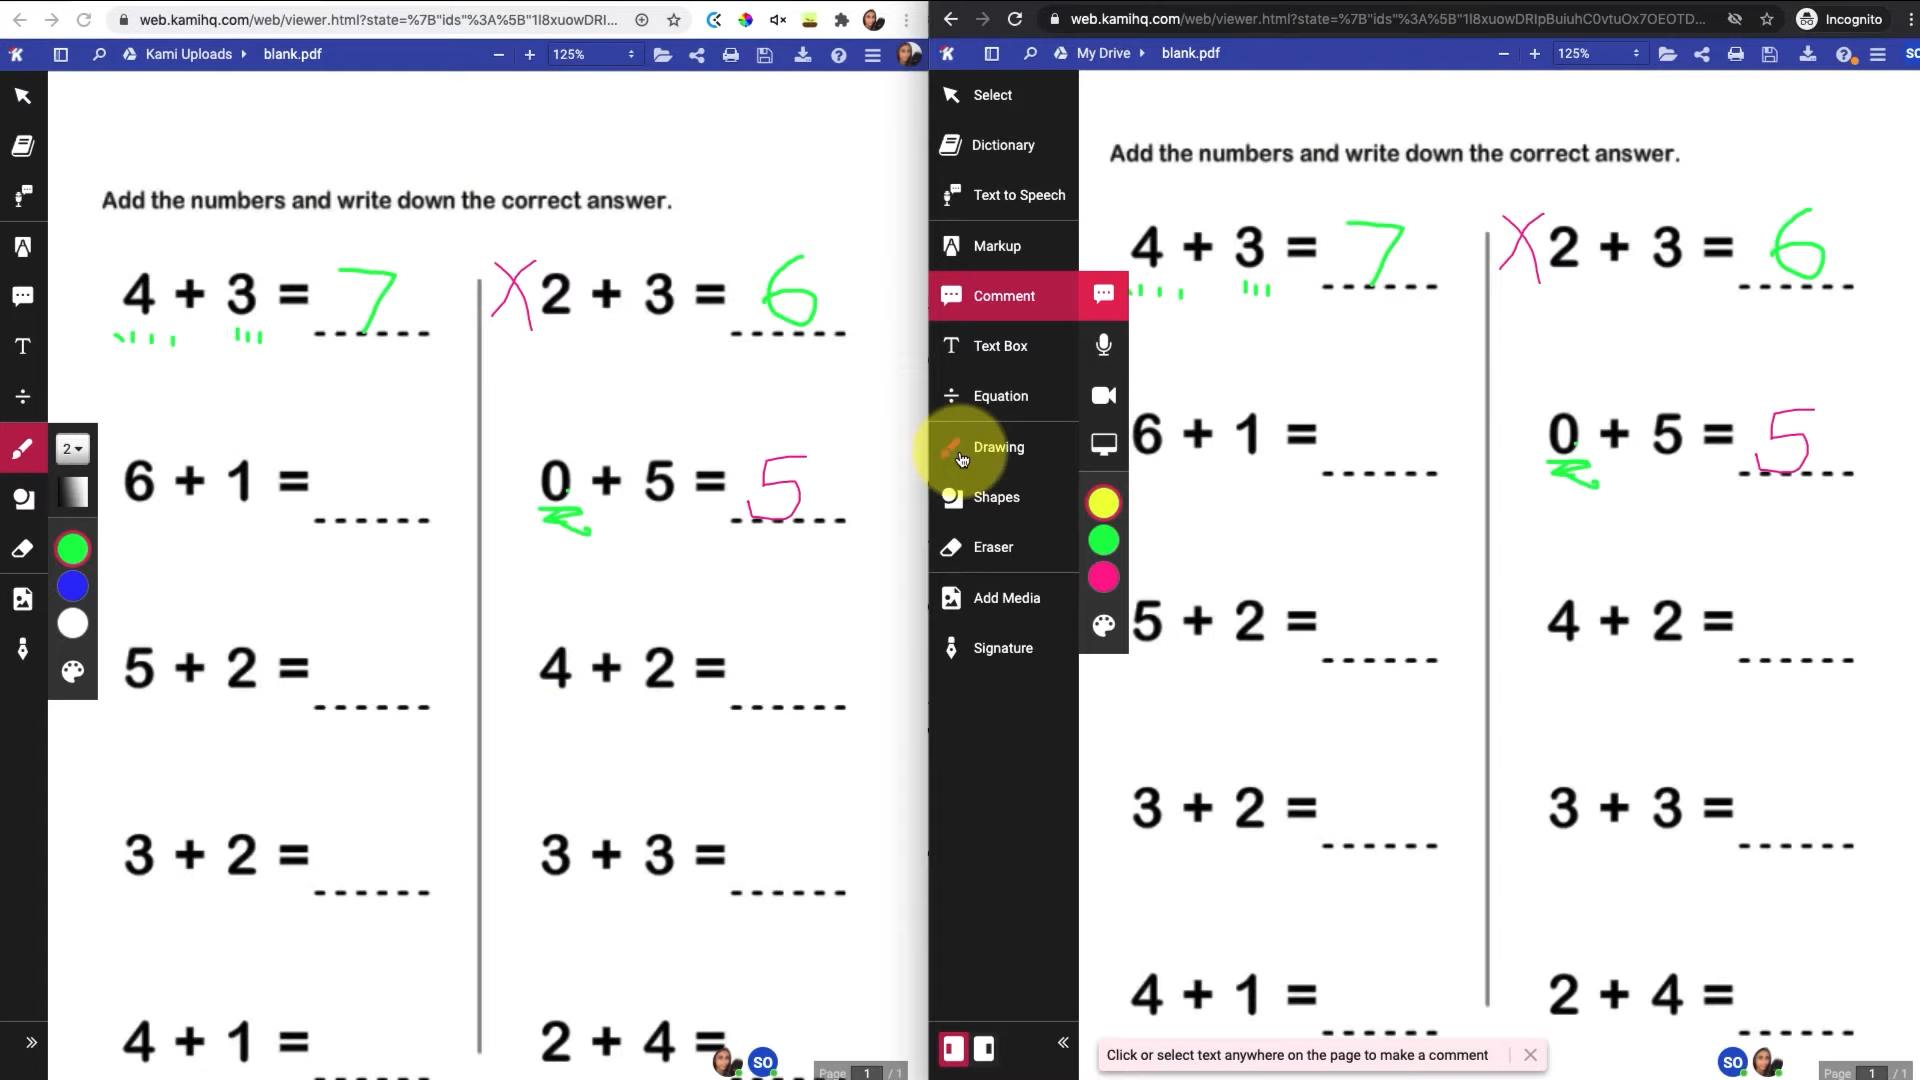 web.kamihq.com/web/viewer.html?state=%7B"ids"%3A%5B"1I8xuowDRI...
Kami Uploads blank.pdf 125%
Add the numbers and write down the correct answer.
4 + 3 = 7
X 2 + 3 = 6
6 + 1 =
0 + 5 = 5
5 + 2 =
4 + 2 =
3 + 2 =
3 + 3 =
4 + 1 =
2 + 4 =
2
SO
Page 1 / 1
web.kamihq.com/web/viewer.html?state=%7B"ids"%3A%5B"1I8xuowDRIpBuiuhC0vtuOx7OEOTD...
Incognito
My Drive blank.pdf 125%
SO
Select
Dictionary
Text to Speech
Markup
Comment
Text Box
Equation
Drawing
Shapes
Eraser
Add Media
Signature
Add the numbers and write down the correct answer.
4 + 3 = 7
X 2 + 3 = 6
6 + 1 =
0 + 5 = 5
5 + 2 =
4 + 2 =
3 + 2 =
3 + 3 =
4 + 1 =
2 + 4 =
Click or select text anywhere on the page to make a comment
SO
Page 1 / 1